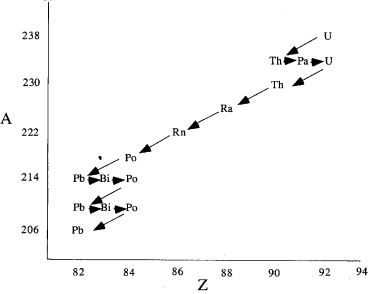 238 U
Th Pa U
230 Th
A Ra
222 Rn
Po
214 Pb Bi Po
Pb Bi Po
206 Pb
82 84 86 88 90 92 94
Z